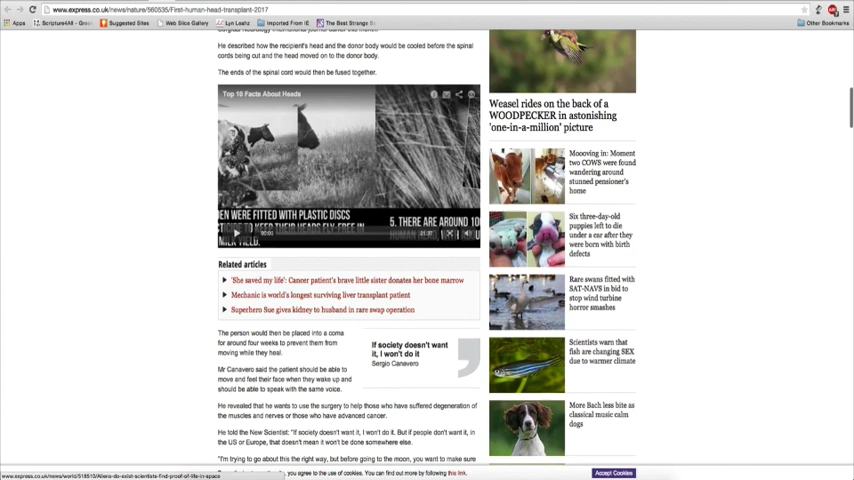 www.express.co.uk/news/nature/560535/First-human-head-transplant-2017
Apps
Scripture4All - Greek/
Suggested Sites
Web Slice Gallery
Lyn Leahz
Imported From IE
The Best Strange St
Other Bookmarks
He described how the recipient's head and the donor body would be cooled before the spinal
cords being cut and the head moved on to the donor body.
The ends of the spinal cord would then be fused together.
Top 10 Facts About Heads
EN WERE FITTED WITH PLASTIC DISCS
5. THERE ARE AROUND 10
00:00
Related articles
'She saved my life': Cancer patient's brave little sister donates her bone marrow
Mechanic is world's longest surviving liver transplant patient
Superhero Sue gives kidney to husband in rare swap operation
The person would then be placed into a coma
for around four weeks to prevent them from
moving while they heal.
If society doesn't want
it, I won't do it
Sergio Canavero
Mr Canavero said the patient should be able to
move and feel their face when they wake up and
should be able to speak with the same voice.
He revealed that he wants to use the surgery to help those who have suffered degeneration of
the muscles and nerves or those who have advanced cancer.
He told the New Scientist: "If society doesn't want it, I won't do it. But if people don't want it, in
the US or Europe, that doesn't mean it won't be done somewhere else.
"I'm trying to go about this the right way, but before going to the moon, you want to make sure
Weasel rides on the back of a
WOODPECKER in astonishing
'one-in-a-million' picture
Moooving in: Moment
two COWS were found
wandering around
stunned pensioner's
home
Six three-day-old
puppies left to die
under a car after they
were born with birth
defects
Rare swans fitted with
SAT-NAVS in bid to
stop wind turbine
horror smashes
Scientists warn that
fish are changing SEX
due to warmer climate
More Bach less bite as
classical music calm
dogs
you agree to the use of cookies. You can find out more by following this link.
Accept Cookies
www.express.co.uk/news/world/518510/Aliens-do-exist-scientists-find-proof-of-life-in-space